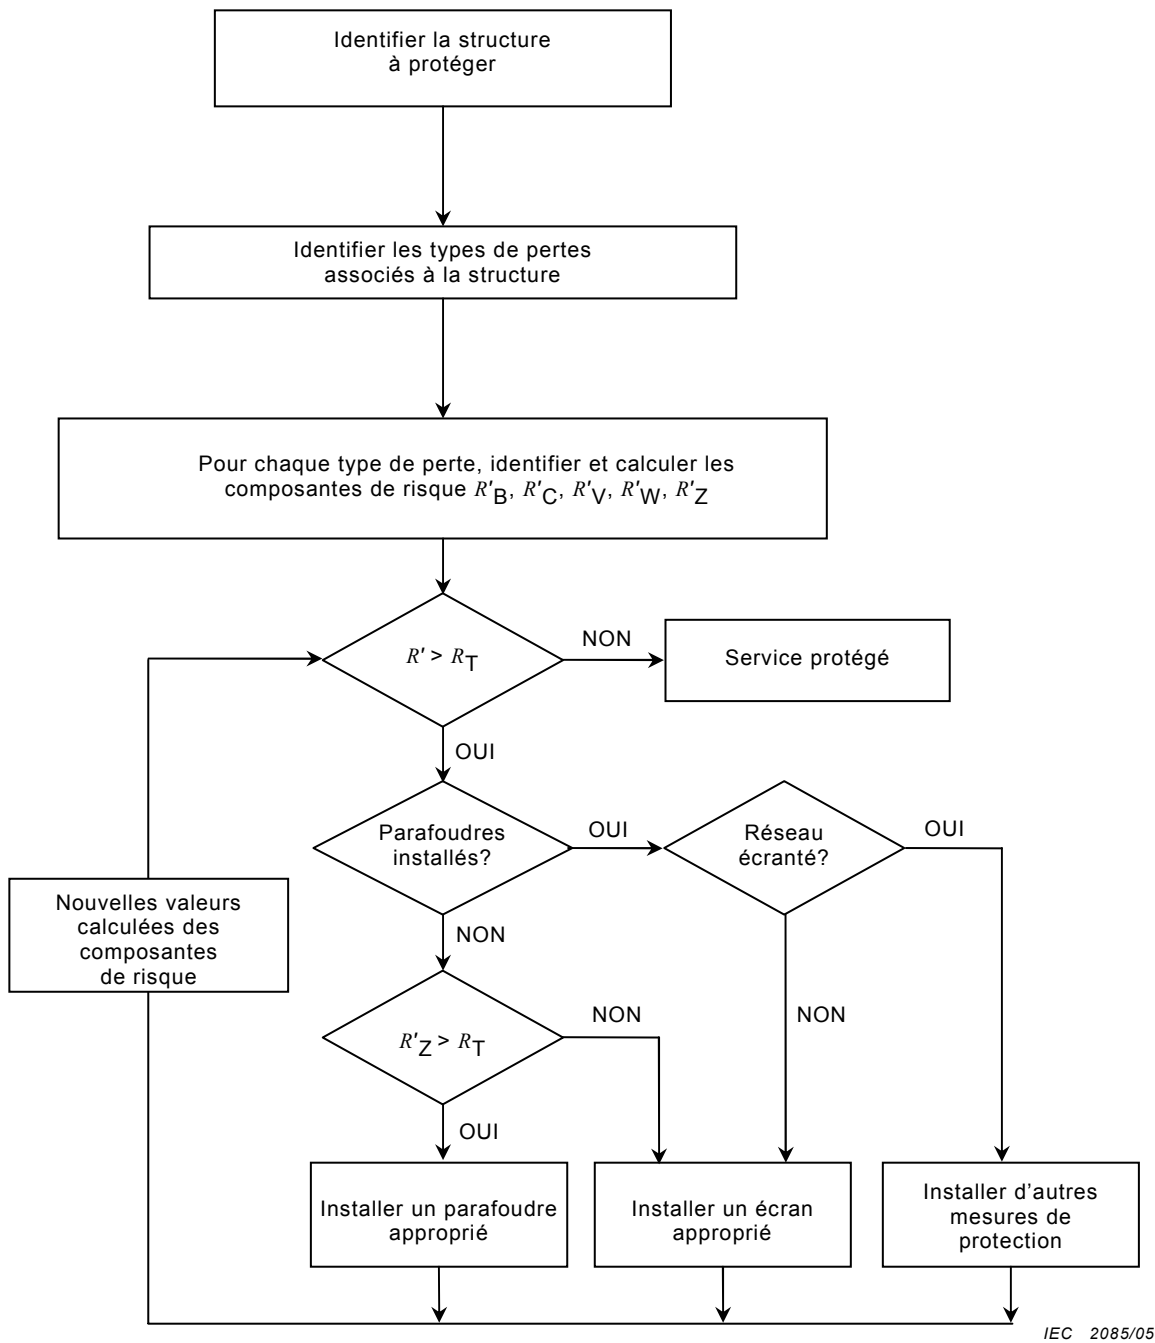 Identifier la structure
à protéger
Identifier les types de pertes
associés à la structure
Pour chaque type de perte, identifier et calculer les
composantes de risque R'B, R'C, R'V, R'W, R'Z
R' > RT
NON
Service protégé
OUI
Parafoudres
installés?
OUI
Réseau
écranté?
OUI
Nouvelles valeurs
calculées des
composantes
de risque
NON
NON
R'Z > RT
NON
OUI
Installer un parafoudre
approprié
Installer un écran
approprié
Installer d'autres
mesures de
protection
IEC 2085/05